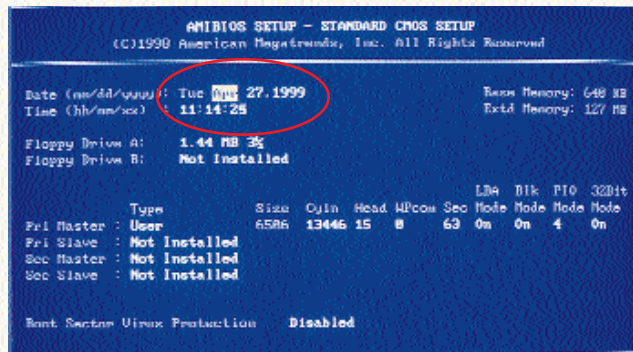 AMIBIOS SETUP - STANDARD CMOS SETUP
(C)1998 American Megatrends, Inc. All Rights Reserved
Date (mm/dd/yyyy): Tue Apr 27.1999
Base Memory: 640 KB
Time (hh/mm/ss) : 11:14:25
Extd Memory: 127 MB
Floppy Drive A: 1.44 MB 3½
Floppy Drive B: Not Installed
LBA Blk PIO 32Bit
Type Size Cyln Head WPcom Sec Mode Mode Mode Mode
Pri Master : User 6506 13446 15 0 63 On On 4 On
Pri Slave : Not Installed
Sec Master : Not Installed
Sec Slave : Not Installed
Boot Sector Virus Protection Disabled